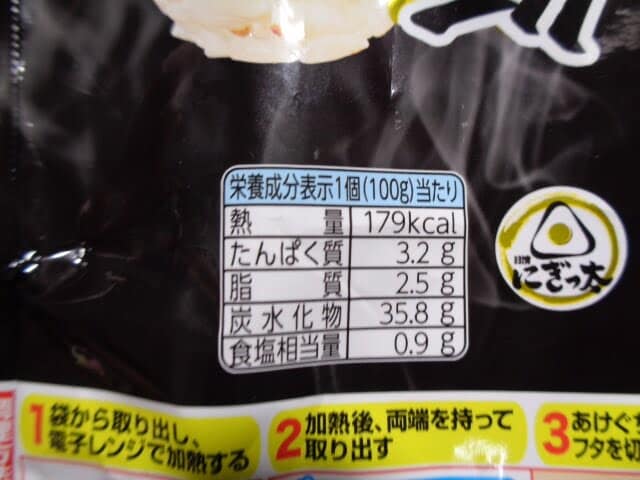 栄養成分表示1個(100g)当たり
熱量 179kcal
たんぱく質 3.2g
脂質 2.5g
炭水化物 35.8g
食塩相当量 0.9g
にぎっ太
1 袋から取り出し、
電子レンジで加熱する
2 加熱後、両端を持って
取り出す
3 あけぐち
フタを切